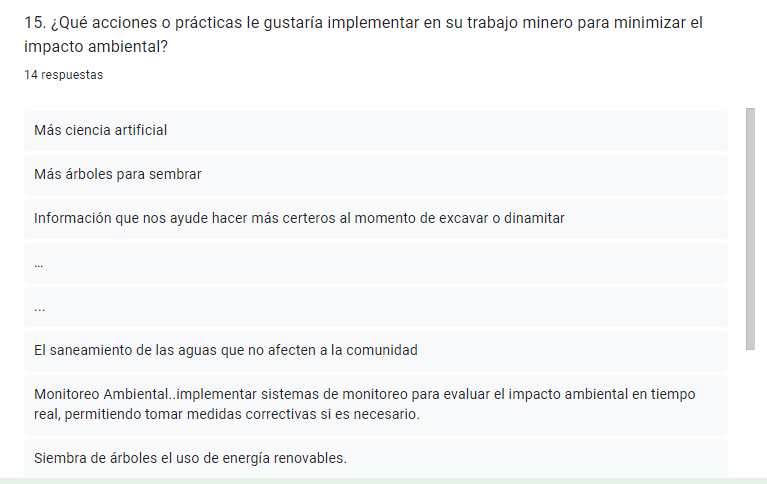 15. ¿Qué acciones o prácticas le gustaría implementar en su trabajo minero para minimizar el
impacto ambiental?
14 respuestas
Más ciencia artificial
Más árboles para sembrar
Información que nos ayude hacer más certeros al momento de excavar o dinamitar
...
...
El saneamiento de las aguas que no afecten a la comunidad
Monitoreo Ambiental..implementar sistemas de monitoreo para evaluar el impacto ambiental en tiempo
real, permitiendo tomar medidas correctivas si es necesario.
Siembra de árboles el uso de energía renovables.